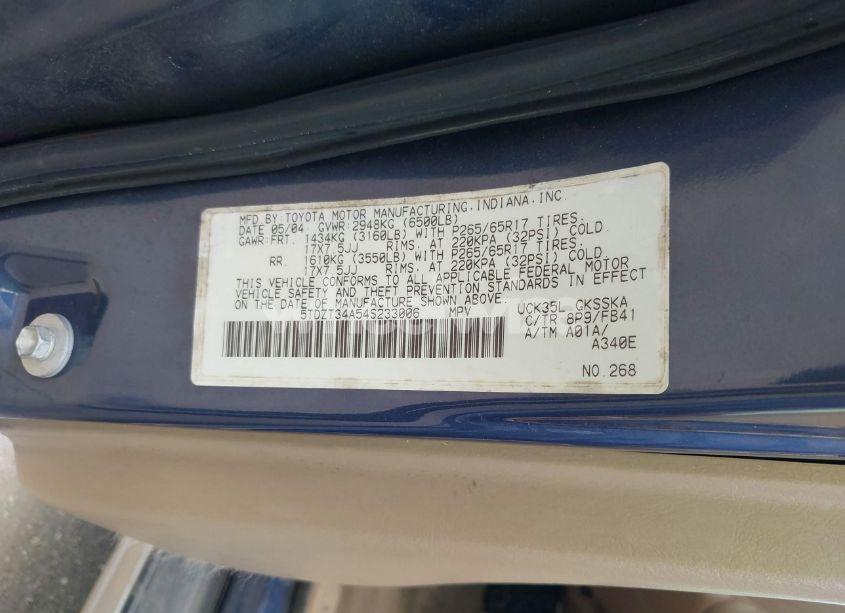 MFD.BY:TOYOTA MOTOR MANUFACTURING,INDIANA,INC.
DATE 05/04 GVWR:2948KG (6500LB)
GAWR:FRT. 1434KG (3160LB) WITH P265/65R17 TIRES,
17X7.5JJ RIMS, AT 220KPA (32PSI) COLD
RR. 1610KG (3550LB) WITH P265/65R17 TIRES,
17X7.5JJ RIMS, AT 220KPA (32PSI) COLD
THIS VEHICLE CONFORMS TO ALL APPLICABLE FEDERAL MOTOR
VEHICLE SAFETY AND THEFT PREVENTION STANDARDS IN EFFECT
ON THE DATE OF MANUFACTURE SHOWN ABOVE.
5TDZT34A54S233006 MPV
UCK35L GKSSKA
C/TR 8P9/FB41
A/TM A01A/
A340E
NO.268